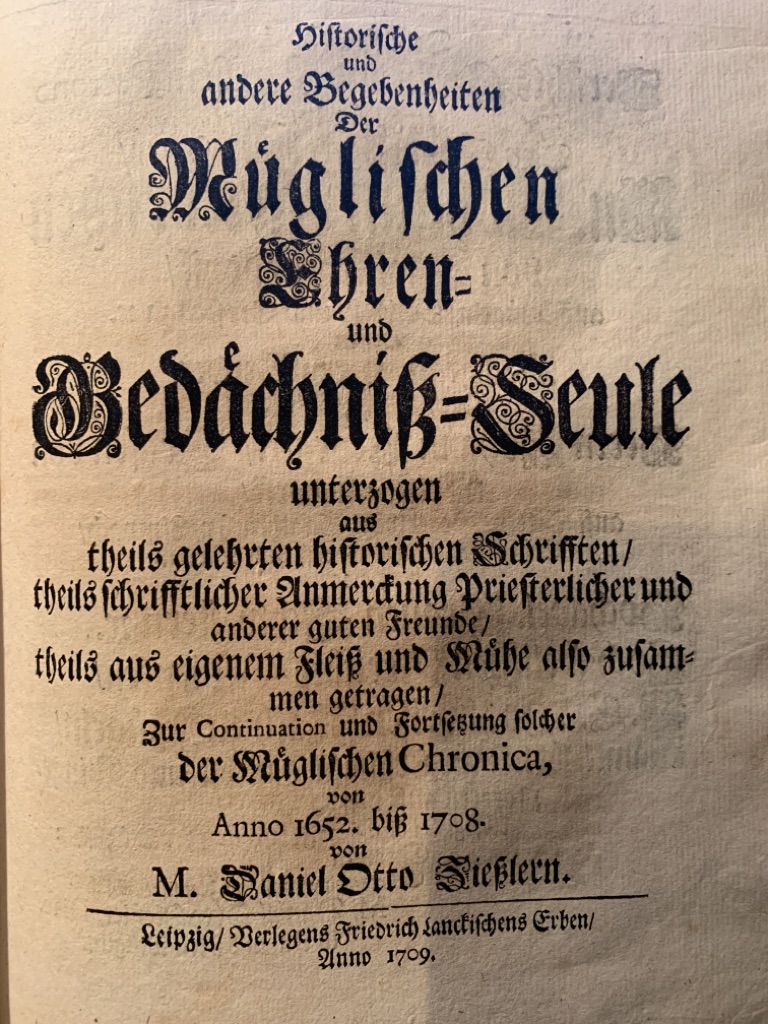 Historische
und
andere Begebenheiten
Der
Müglischen
Ehren-
und
Gedächniß-Seule
unterzogen
aus
theils gelehrten historischen Schrifften/
theils schrifftlicher Anmerckung Priesterlicher und
anderer guten Freunde/
theils aus eigenem Fleiß und Mühe also zusam-
men getragen/
Zur Continuation und Fortsetzung solcher
der Müglischen Chronica,
von
Anno 1652. biß 1708.
von
M. Daniel Otto Zießlern.
Leipzig/ Verlegens Friedrich Lanckischens Erben/
Anno 1709.